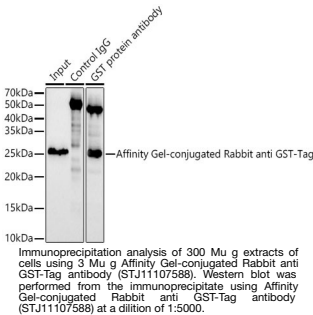 Input
Control IgG
GST protein antibody
70kDa
50kDa
40kDa
35kDa
25kDa
Affinity Gel-conjugated Rabbit anti GST-Tag
20kDa
15kDa
10kDa
Immunoprecipitation analysis of 300 Mu g extracts of
cells using 3 Mu g Affinity Gel-conjugated Rabbit anti
GST-Tag antibody (STJ11107588). Western blot was
performed from the immunoprecipitate using Affinity
Gel-conjugated Rabbit anti GST-Tag antibody
(STJ11107588) at a dilition of 1:5000.